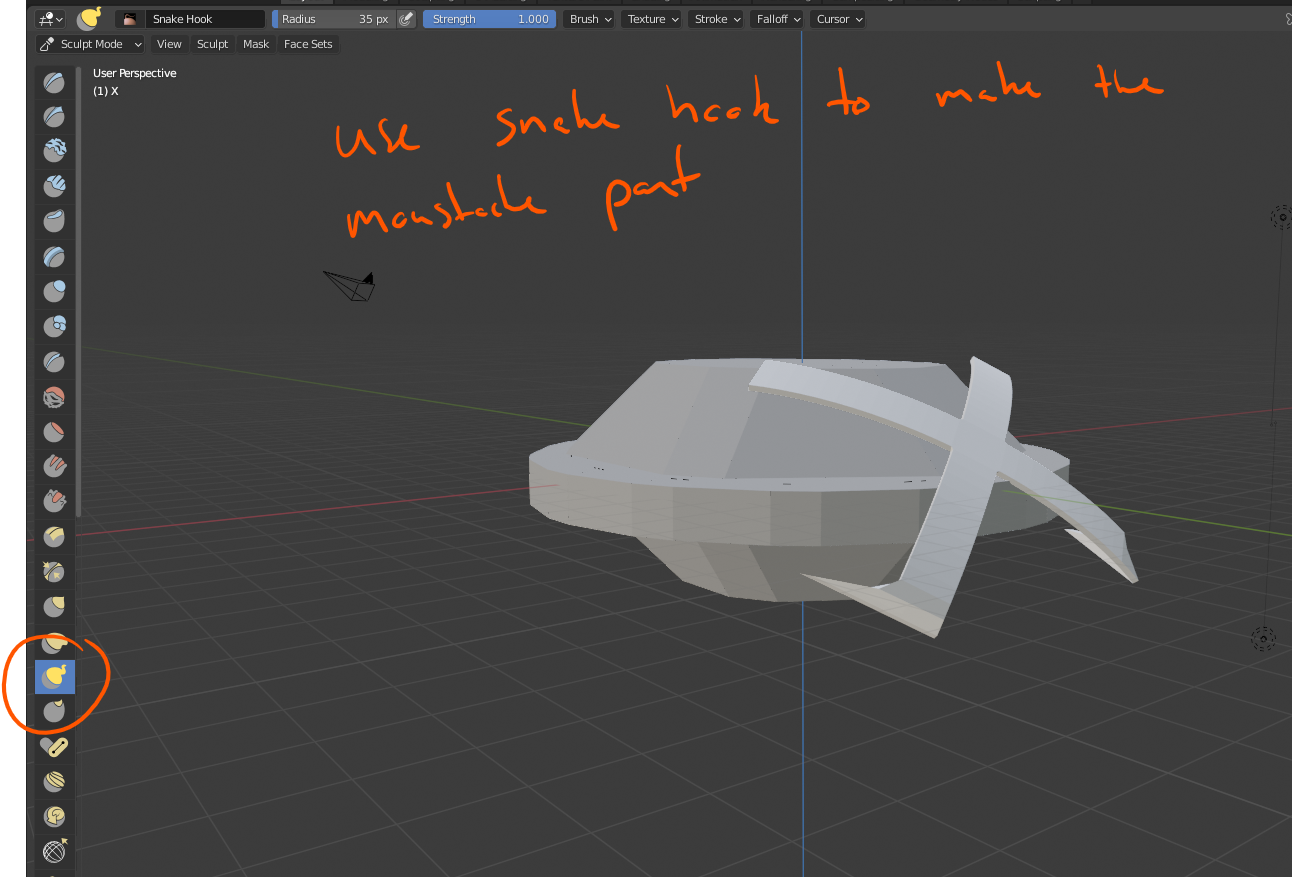 Snake Hook Radius 35 px Strength 1.000 Brush Texture Stroke Falloff Cursor
Sculpt Mode View Sculpt Mask Face Sets
User Perspective
(1) X
use snake hook to make the
moustache part